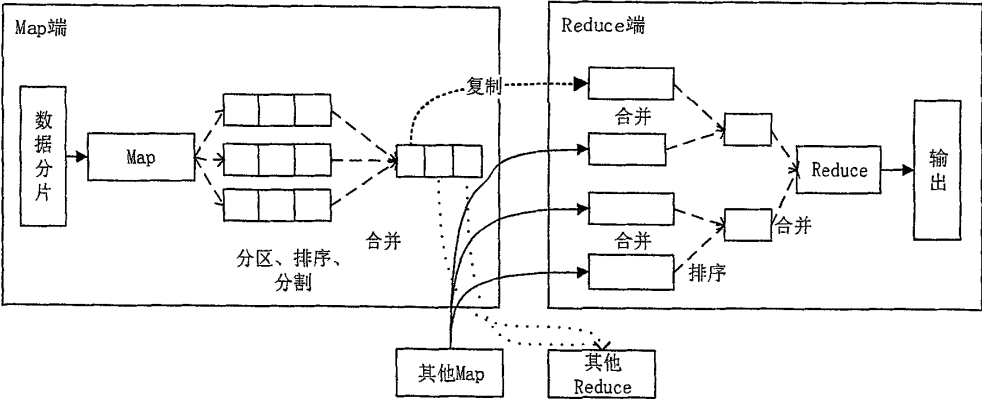 Map端
Reduce端
数据分片
Map
分区、排序、
分割
合并
复制
合并
合并
排序
合并
Reduce
输出
其他Map
其他
Reduce